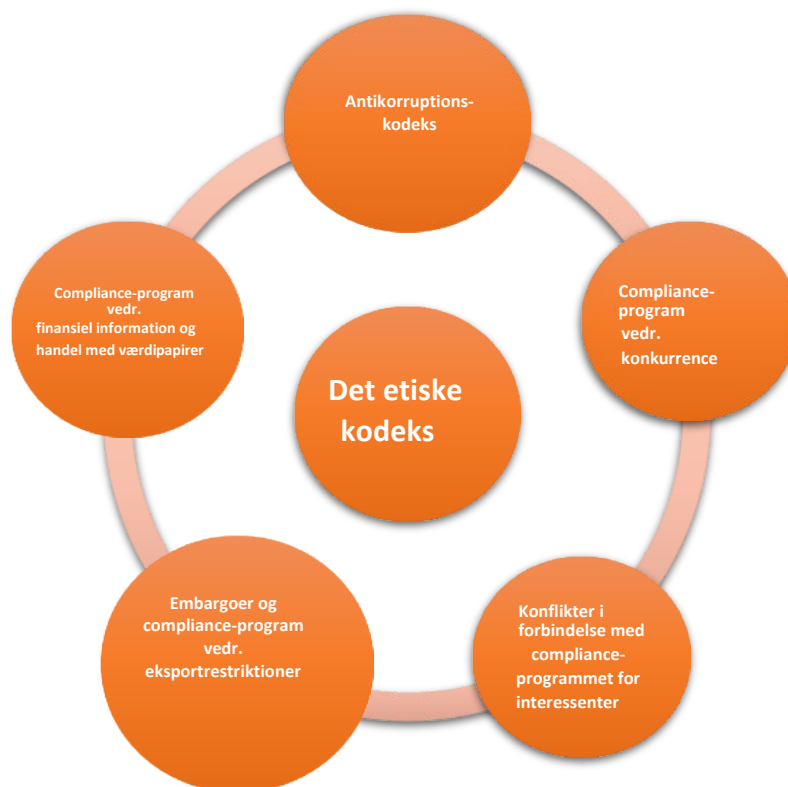 Antikorruptions-
kodeks
Compliance-program
vedr.
finansiel information og
handel med værdipapirer
Compliance-
program
vedr.
konkurrence
Det etiske
kodeks
Embargoer og
compliance-program
vedr.
eksportrestriktioner
Konflikter i
forbindelse med
compliance-
programmet for
interessenter